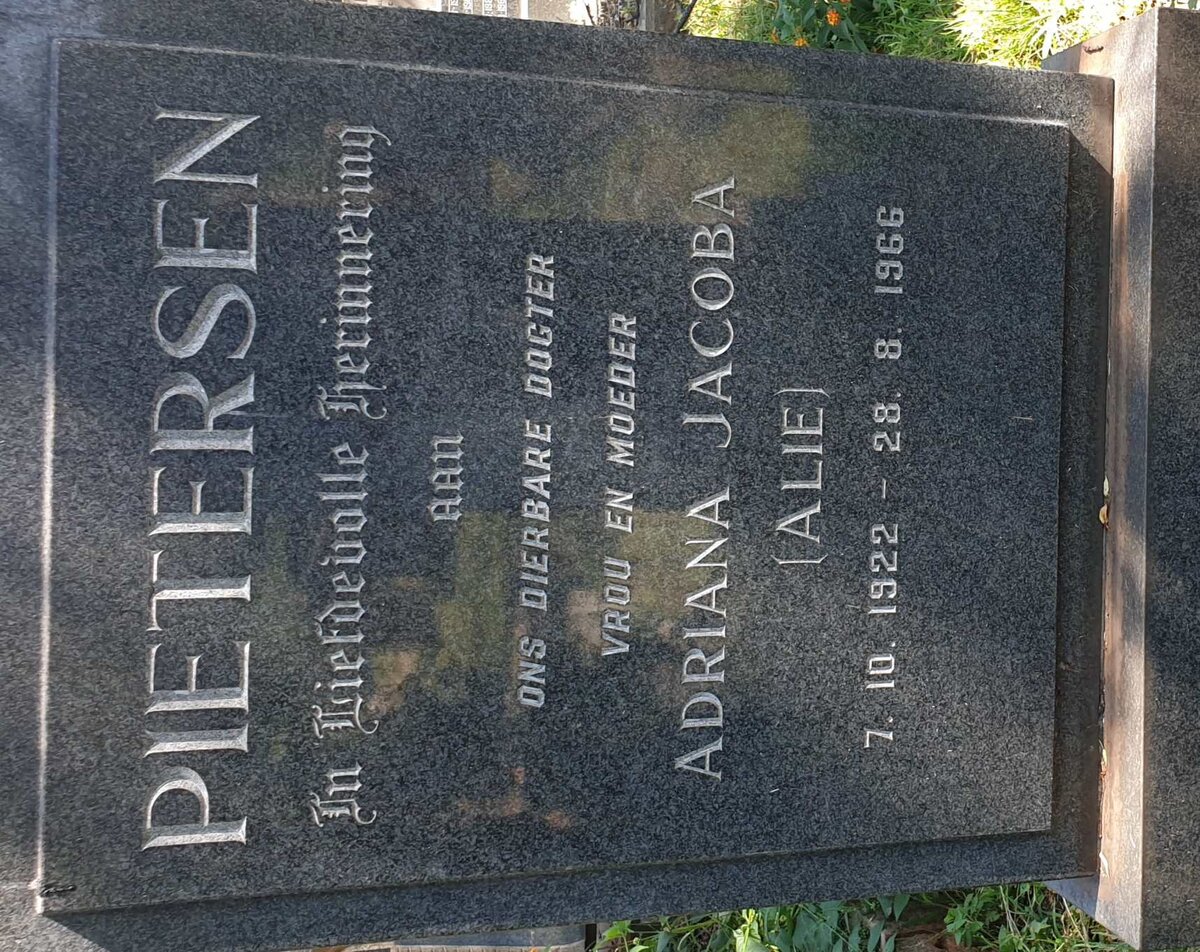 PIETERSEN
In Liefdevolle Herinnering
aan
ONS DIERBARE DOGTER
VROU EN MOEDER
ADRIANA JACOBA
(ALIE)
7. 10. 1922 – 28. 8. 1966